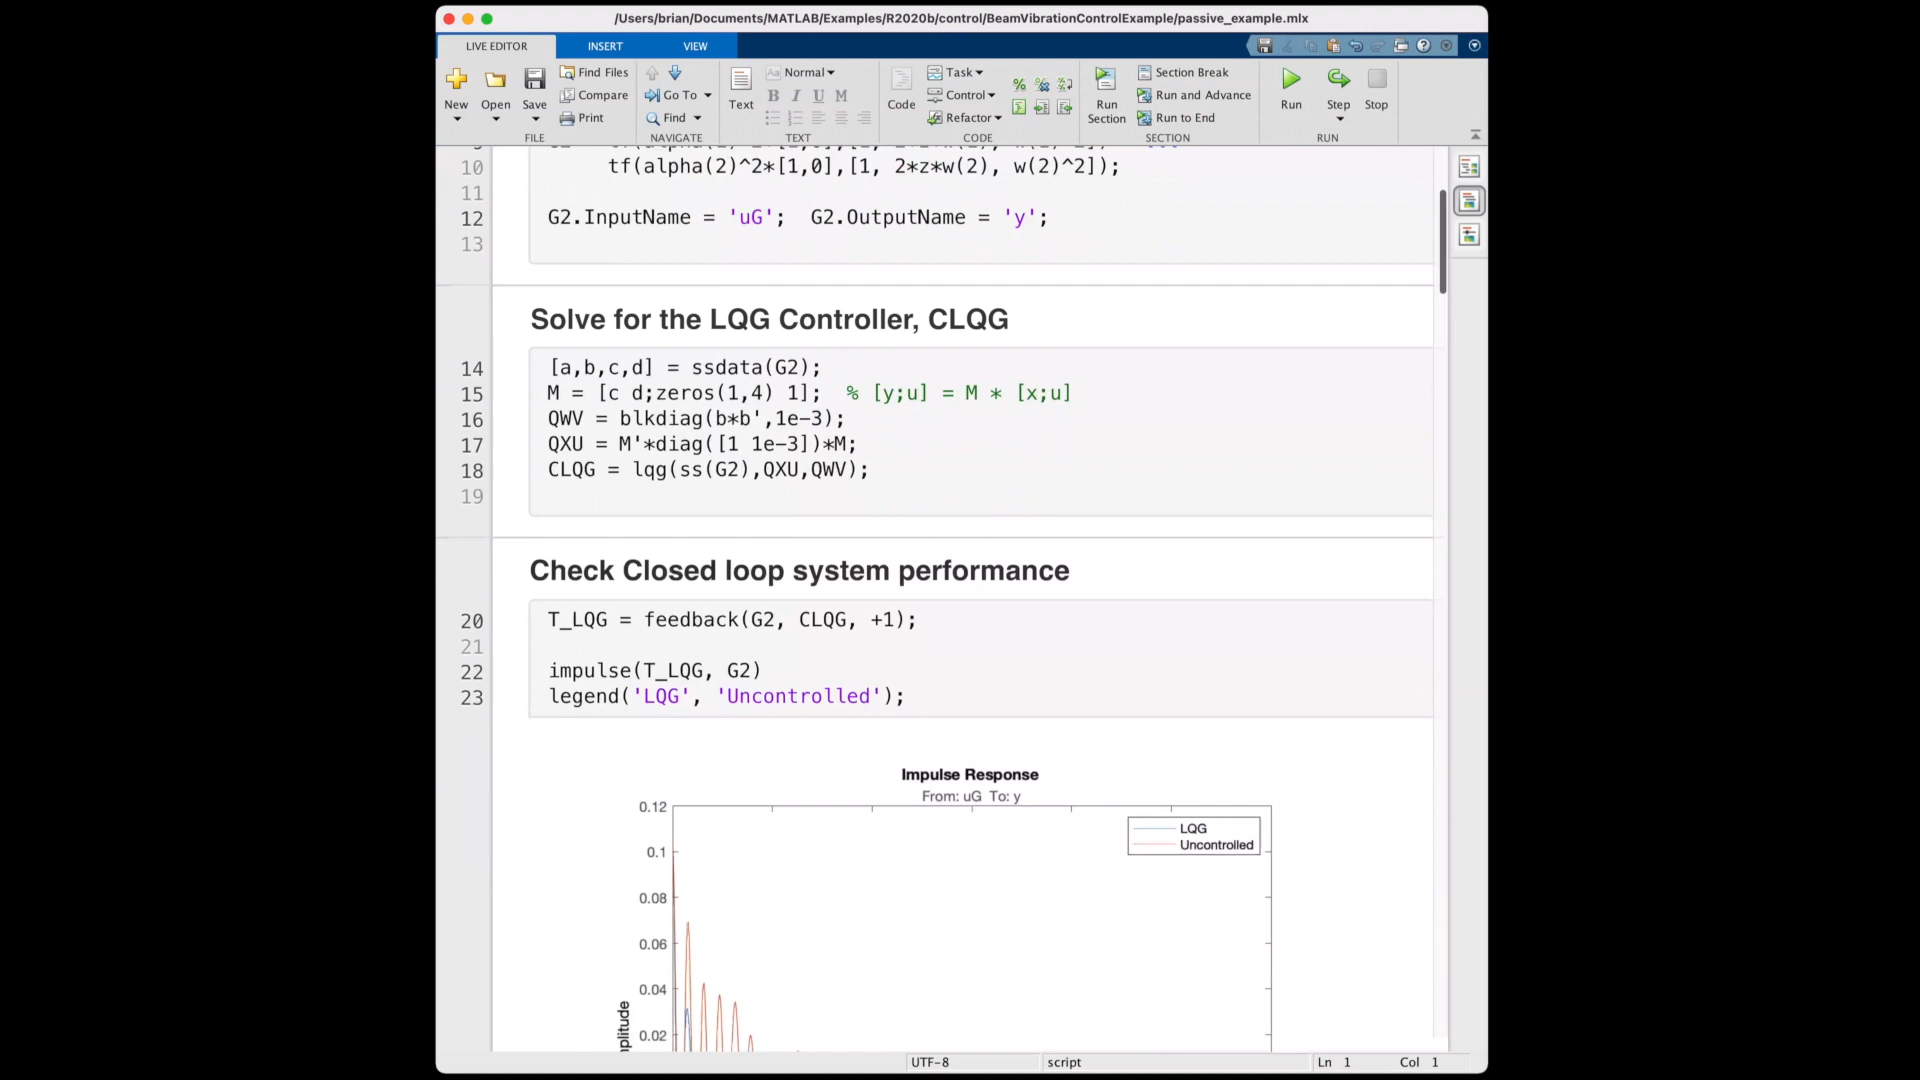 /Users/brian/Documents/MATLAB/Examples/R2020b/control/BeamVibrationControlExample/passive_example.mlx
LIVE EDITOR INSERT VIEW
New Open Save
Find Files
Compare
Print
FILE
Go To
Find
NAVIGATE
Text
Aa Normal
B I U M
TEXT
Code
Task
Control
Refactor
CODE
Run Section
Section Break
Run and Advance
Run to End
SECTION
Run Step Stop
RUN
10 tf(alpha(2)^2*[1,0],[1, 2*z*w(2), w(2)^2]);
11
12 G2.InputName = 'uG';  G2.OutputName = 'y';
13
Solve for the LQG Controller, CLQG
14 [a,b,c,d] = ssdata(G2);
15 M = [c d;zeros(1,4) 1];  % [y;u] = M * [x;u]
16 QWV = blkdiag(b*b',1e-3);
17 QXU = M'*diag([1 1e-3])*M;
18 CLQG = lqg(ss(G2),QXU,QWV);
19
Check Closed loop system performance
20 T_LQG = feedback(G2, CLQG, +1);
21
22 impulse(T_LQG, G2)
23 legend('LQG', 'Uncontrolled');
Impulse Response
From: uG To: y
0.12
LQG
Uncontrolled
0.1
0.08
0.06
0.04
0.02
plitude
UTF-8 script Ln 1 Col 1